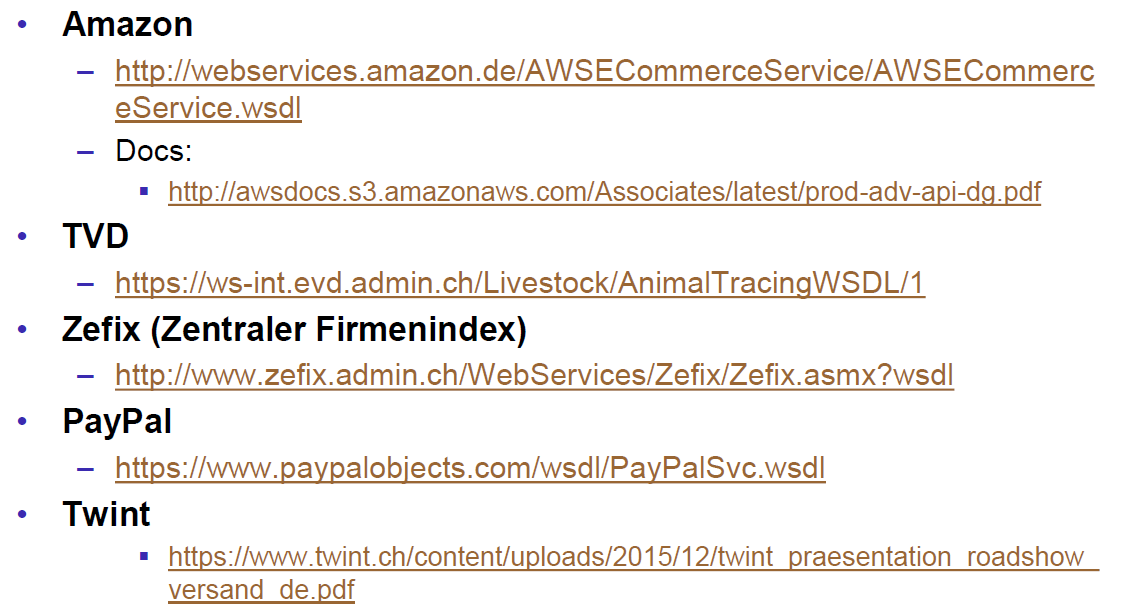 • Amazon
– http://webservices.amazon.de/AWSECommerceService/AWSECommerc
eService.wsdl
– Docs:
▪ http://awsdocs.s3.amazonaws.com/Associates/latest/prod-adv-api-dg.pdf
• TVD
– https://ws-int.evd.admin.ch/Livestock/AnimalTracingWSDL/1
• Zefix (Zentraler Firmenindex)
– http://www.zefix.admin.ch/WebServices/Zefix/Zefix.asmx?wsdl
• PayPal
– https://www.paypalobjects.com/wsdl/PayPalSvc.wsdl
• Twint
▪ https://www.twint.ch/content/uploads/2015/12/twint_praesentation_roadshow_
versand_de.pdf